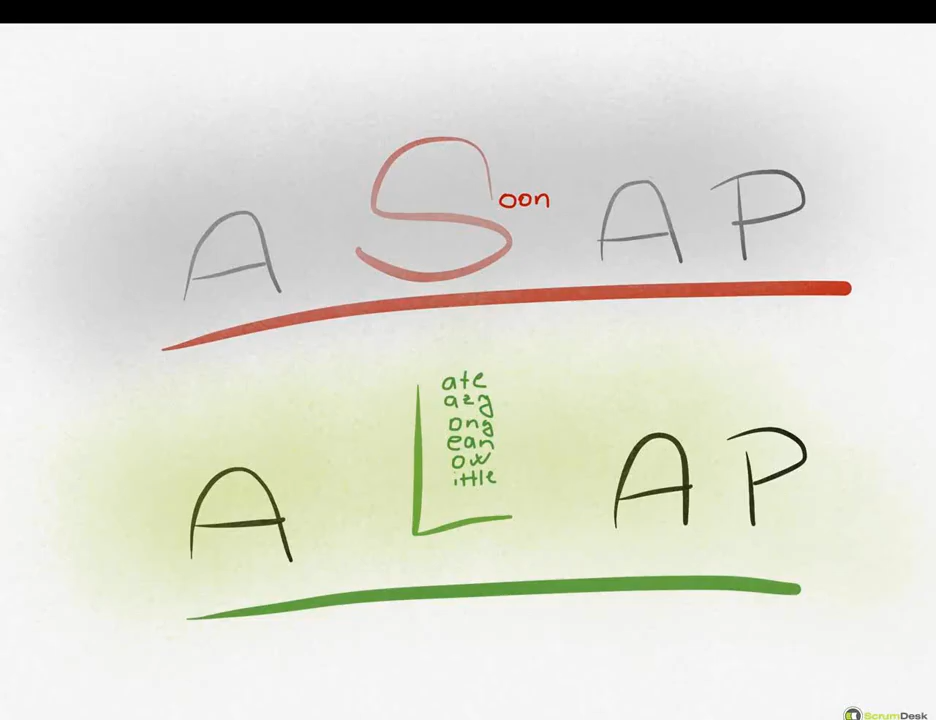 A Soon A P
A L A P
ate
azy
ong
ean
ow
ittle
ScrumDesk